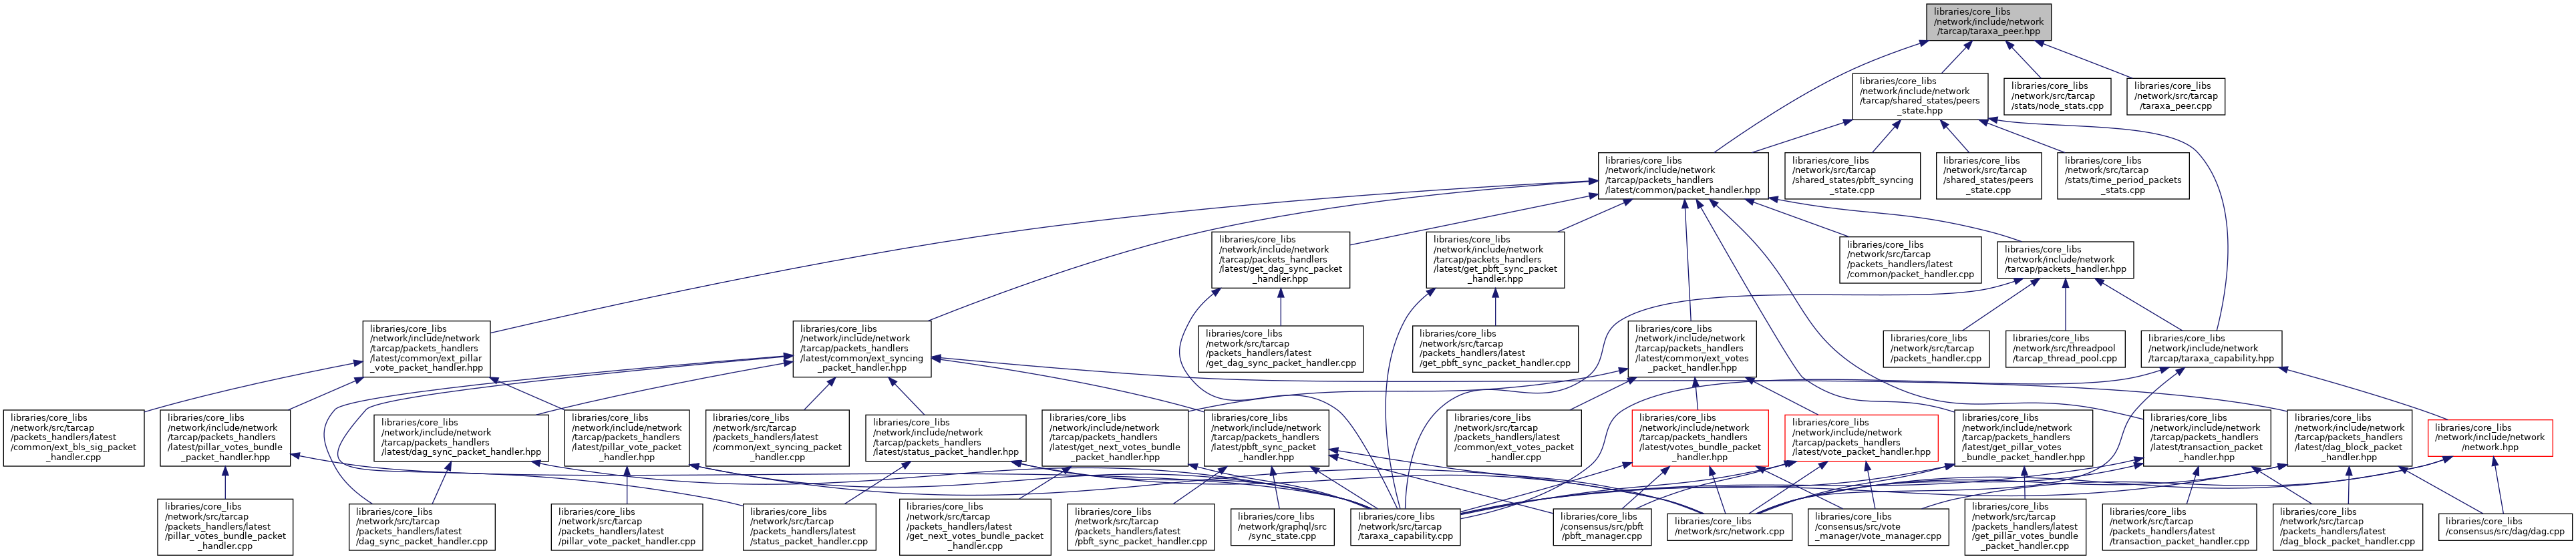 libraries/core_libs
/network/include/network
/tarcap/taraxa_peer.hpp
libraries/core_libs
/network/include/network
/tarcap/shared_states/peers
_state.hpp
libraries/core_libs
/network/src/tarcap
/stats/node_stats.cpp
libraries/core_libs
/network/src/tarcap
/taraxa_peer.cpp
libraries/core_libs
/network/include/network
/tarcap/packets_handlers
/latest/common/packet_handler.hpp
libraries/core_libs
/network/src/tarcap
/shared_states/pbft_syncing
_state.cpp
libraries/core_libs
/network/src/tarcap
/shared_states/peers
_state.cpp
libraries/core_libs
/network/src/tarcap
/stats/time_period_packets
_stats.cpp
libraries/core_libs
/network/include/network
/tarcap/packets_handlers
/latest/get_dag_sync_packet
_handler.hpp
libraries/core_libs
/network/include/network
/tarcap/packets_handlers
/latest/get_pbft_sync_packet
_handler.hpp
libraries/core_libs
/network/src/tarcap
/packets_handlers/latest
/common/packet_handler.cpp
libraries/core_libs
/network/include/network
/tarcap/packets_handler.hpp
libraries/core_libs
/network/include/network
/tarcap/packets_handlers
/latest/common/ext_pillar
_vote_packet_handler.hpp
libraries/core_libs
/network/include/network
/tarcap/packets_handlers
/latest/common/ext_syncing
_packet_handler.hpp
libraries/core_libs
/network/src/tarcap
/packets_handlers/latest
/get_dag_sync_packet_handler.cpp
libraries/core_libs
/network/src/tarcap
/packets_handlers/latest
/get_pbft_sync_packet_handler.cpp
libraries/core_libs
/network/include/network
/tarcap/packets_handlers
/latest/common/ext_votes
_packet_handler.hpp
libraries/core_libs
/network/src/tarcap
/packets_handler.cpp
libraries/core_libs
/network/src/threadpool
/tarcap_thread_pool.cpp
libraries/core_libs
/network/include/network
/tarcap/taraxa_capability.hpp
libraries/core_libs
/network/src/tarcap
/packets_handlers/latest
/common/ext_bls_sig_packet
_handler.cpp
libraries/core_libs
/network/include/network
/tarcap/packets_handlers
/latest/pillar_votes_bundle
_packet_handler.hpp
libraries/core_libs
/network/include/network
/tarcap/packets_handlers
/latest/dag_sync_packet_handler.hpp
libraries/core_libs
/network/include/network
/tarcap/packets_handlers
/latest/pillar_vote_packet
_handler.hpp
libraries/core_libs
/network/src/tarcap
/packets_handlers/latest
/common/ext_syncing_packet
_handler.cpp
libraries/core_libs
/network/include/network
/tarcap/packets_handlers
/latest/status_packet_handler.hpp
libraries/core_libs
/network/include/network
/tarcap/packets_handlers
/latest/get_next_votes_bundle
_packet_handler.hpp
libraries/core_libs
/network/include/network
/tarcap/packets_handlers
/latest/pbft_sync_packet
_handler.hpp
libraries/core_libs
/network/src/tarcap
/packets_handlers/latest
/common/ext_votes_packet
_handler.cpp
libraries/core_libs
/network/include/network
/tarcap/packets_handlers
/latest/votes_bundle_packet
_handler.hpp
libraries/core_libs
/network/include/network
/tarcap/packets_handlers
/latest/vote_packet_handler.hpp
libraries/core_libs
/network/include/network
/tarcap/packets_handlers
/latest/get_pillar_votes
_bundle_packet_handler.hpp
libraries/core_libs
/network/include/network
/tarcap/packets_handlers
/latest/transaction_packet
_handler.hpp
libraries/core_libs
/network/include/network
/tarcap/packets_handlers
/latest/dag_block_packet
_handler.hpp
libraries/core_libs
/network/include/network
/network.hpp
libraries/core_libs
/network/src/tarcap
/packets_handlers/latest
/pillar_votes_bundle_packet
_handler.cpp
libraries/core_libs
/network/src/tarcap
/packets_handlers/latest
/dag_sync_packet_handler.cpp
libraries/core_libs
/network/src/tarcap
/packets_handlers/latest
/pillar_vote_packet_handler.cpp
libraries/core_libs
/network/src/tarcap
/packets_handlers/latest
/status_packet_handler.cpp
libraries/core_libs
/network/src/tarcap
/packets_handlers/latest
/get_next_votes_bundle_packet
_handler.cpp
libraries/core_libs
/network/src/tarcap
/packets_handlers/latest
/pbft_sync_packet_handler.cpp
libraries/core_libs
/network/graphql/src
/sync_state.cpp
libraries/core_libs
/network/src/tarcap
/taraxa_capability.cpp
libraries/core_libs
/consensus/src/pbft
/pbft_manager.cpp
libraries/core_libs
/network/src/network.cpp
libraries/core_libs
/consensus/src/vote
_manager/vote_manager.cpp
libraries/core_libs
/network/src/tarcap
/packets_handlers/latest
/get_pillar_votes_bundle
_packet_handler.cpp
libraries/core_libs
/network/src/tarcap
/packets_handlers/latest
/transaction_packet_handler.cpp
libraries/core_libs
/network/src/tarcap
/packets_handlers/latest
/dag_block_packet_handler.cpp
libraries/core_libs
/consensus/src/dag/dag.cpp